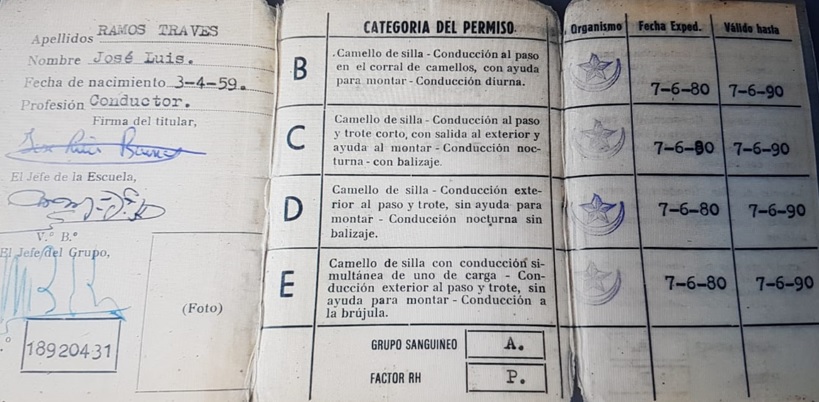 Apellidos RAMOS TRAVES
Nombre José Luis.
Fecha de nacimiento 3-4-59.
Profesión Conductor.
Firma del titular,
El Jefe de la Escuela,
V.º B.º
El Jefe del Grupo,
18920431
(Foto)
CATEGORIA DEL PERMISO
B
Camello de silla - Conducción al paso
en el corral de camellos, con ayuda
para montar - Conducción diurna.
C
Camello de silla - Conducción al paso
y trote corto, con salida al exterior y
ayuda al montar - Conducción noc-
turna - con balizaje.
D
Camello de silla - Conducción exte-
rior al paso y trote, sin ayuda para
montar - Conducción nocturna sin
balizaje.
E
Camello de silla con conducción si-
multánea de uno de carga - Con-
ducción exterior al paso y trote, sin
ayuda para montar - Conducción a
la brújula.
GRUPO SANGUINEO A.
FACTOR RH P.
Organismo Fecha Exped. Válido hasta
7-6-80 7-6-90
7-6-80 7-6-90
7-6-80 7-6-90
7-6-80 7-6-90